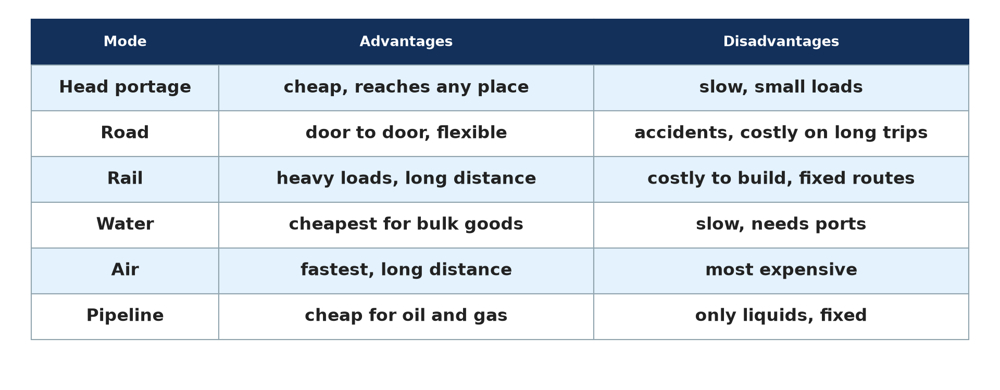 Mode Advantages Disadvantages
Head portage cheap, reaches any place slow, small loads
Road door to door, flexible accidents, costly on long trips
Rail heavy loads, long distance costly to build, fixed routes
Water cheapest for bulk goods slow, needs ports
Air fastest, long distance most expensive
Pipeline cheap for oil and gas only liquids, fixed